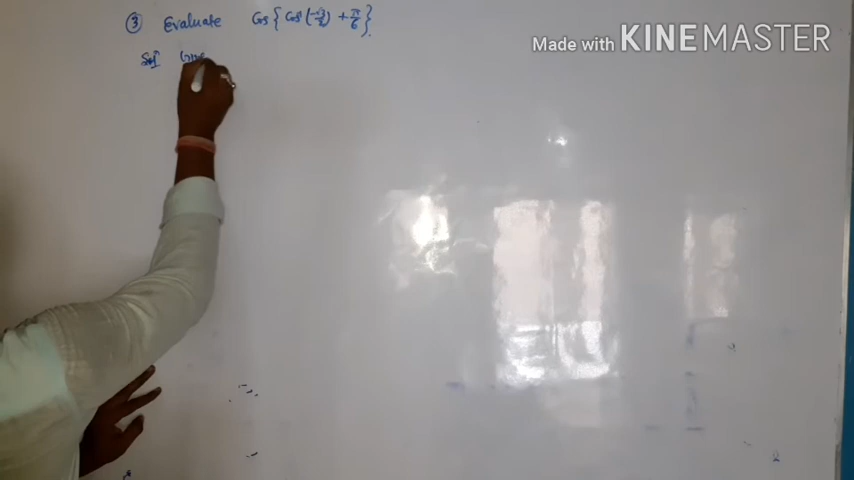 ③ Evaluate Cos{Cos⁻¹(-√3/2) + π/6}.
Sol
Made with KINEMASTER